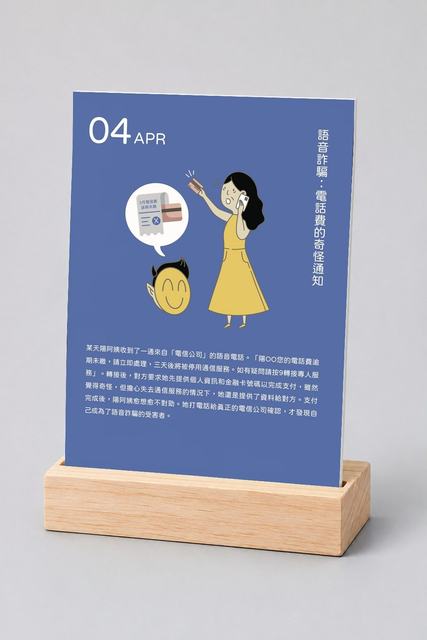 04 APR
語音詐騙：電話費的奇怪通知
某天陽阿姨收到了一通來自「電信公司」的語音電話。「陽OO您的電話費逾
期未繳，請立即處理，三天後將被停用通信服務。如有疑問請按9轉接專人服
務」。轉接後，對方要求她先提供個人資訊和金融卡號碼以完成支付，雖然
覺得奇怪，但擔心失去通信服務的情況下，她還是提供了資料給對方。支付
完成後，陽阿姨愈想愈不對勁。她打電話給真正的電信公司確認，才發現自
己成為了語音詐騙的受害者。